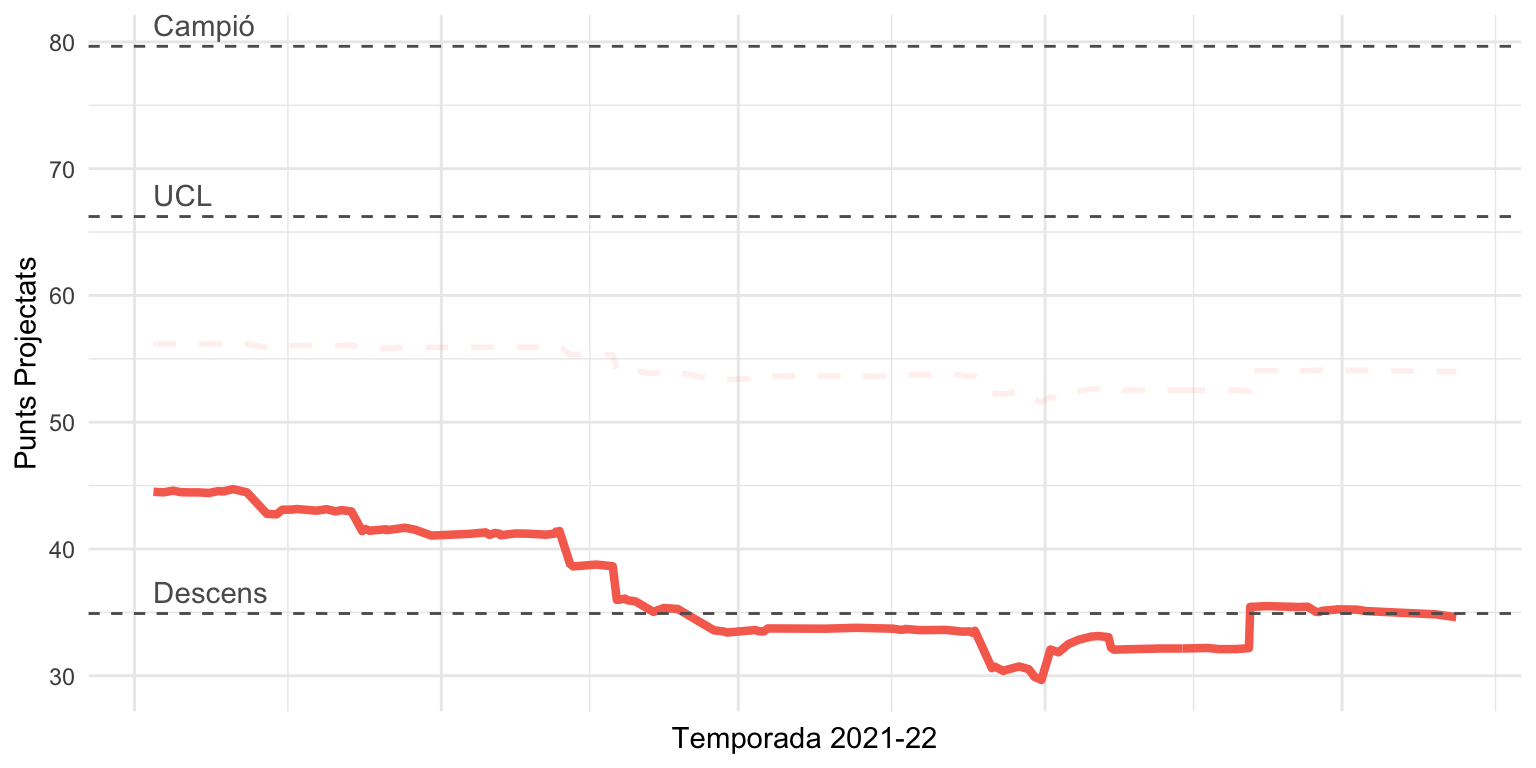 Campió
80
70
UCL
60
50
40
Descens
30
Punts Projectats
Temporada 2021-22